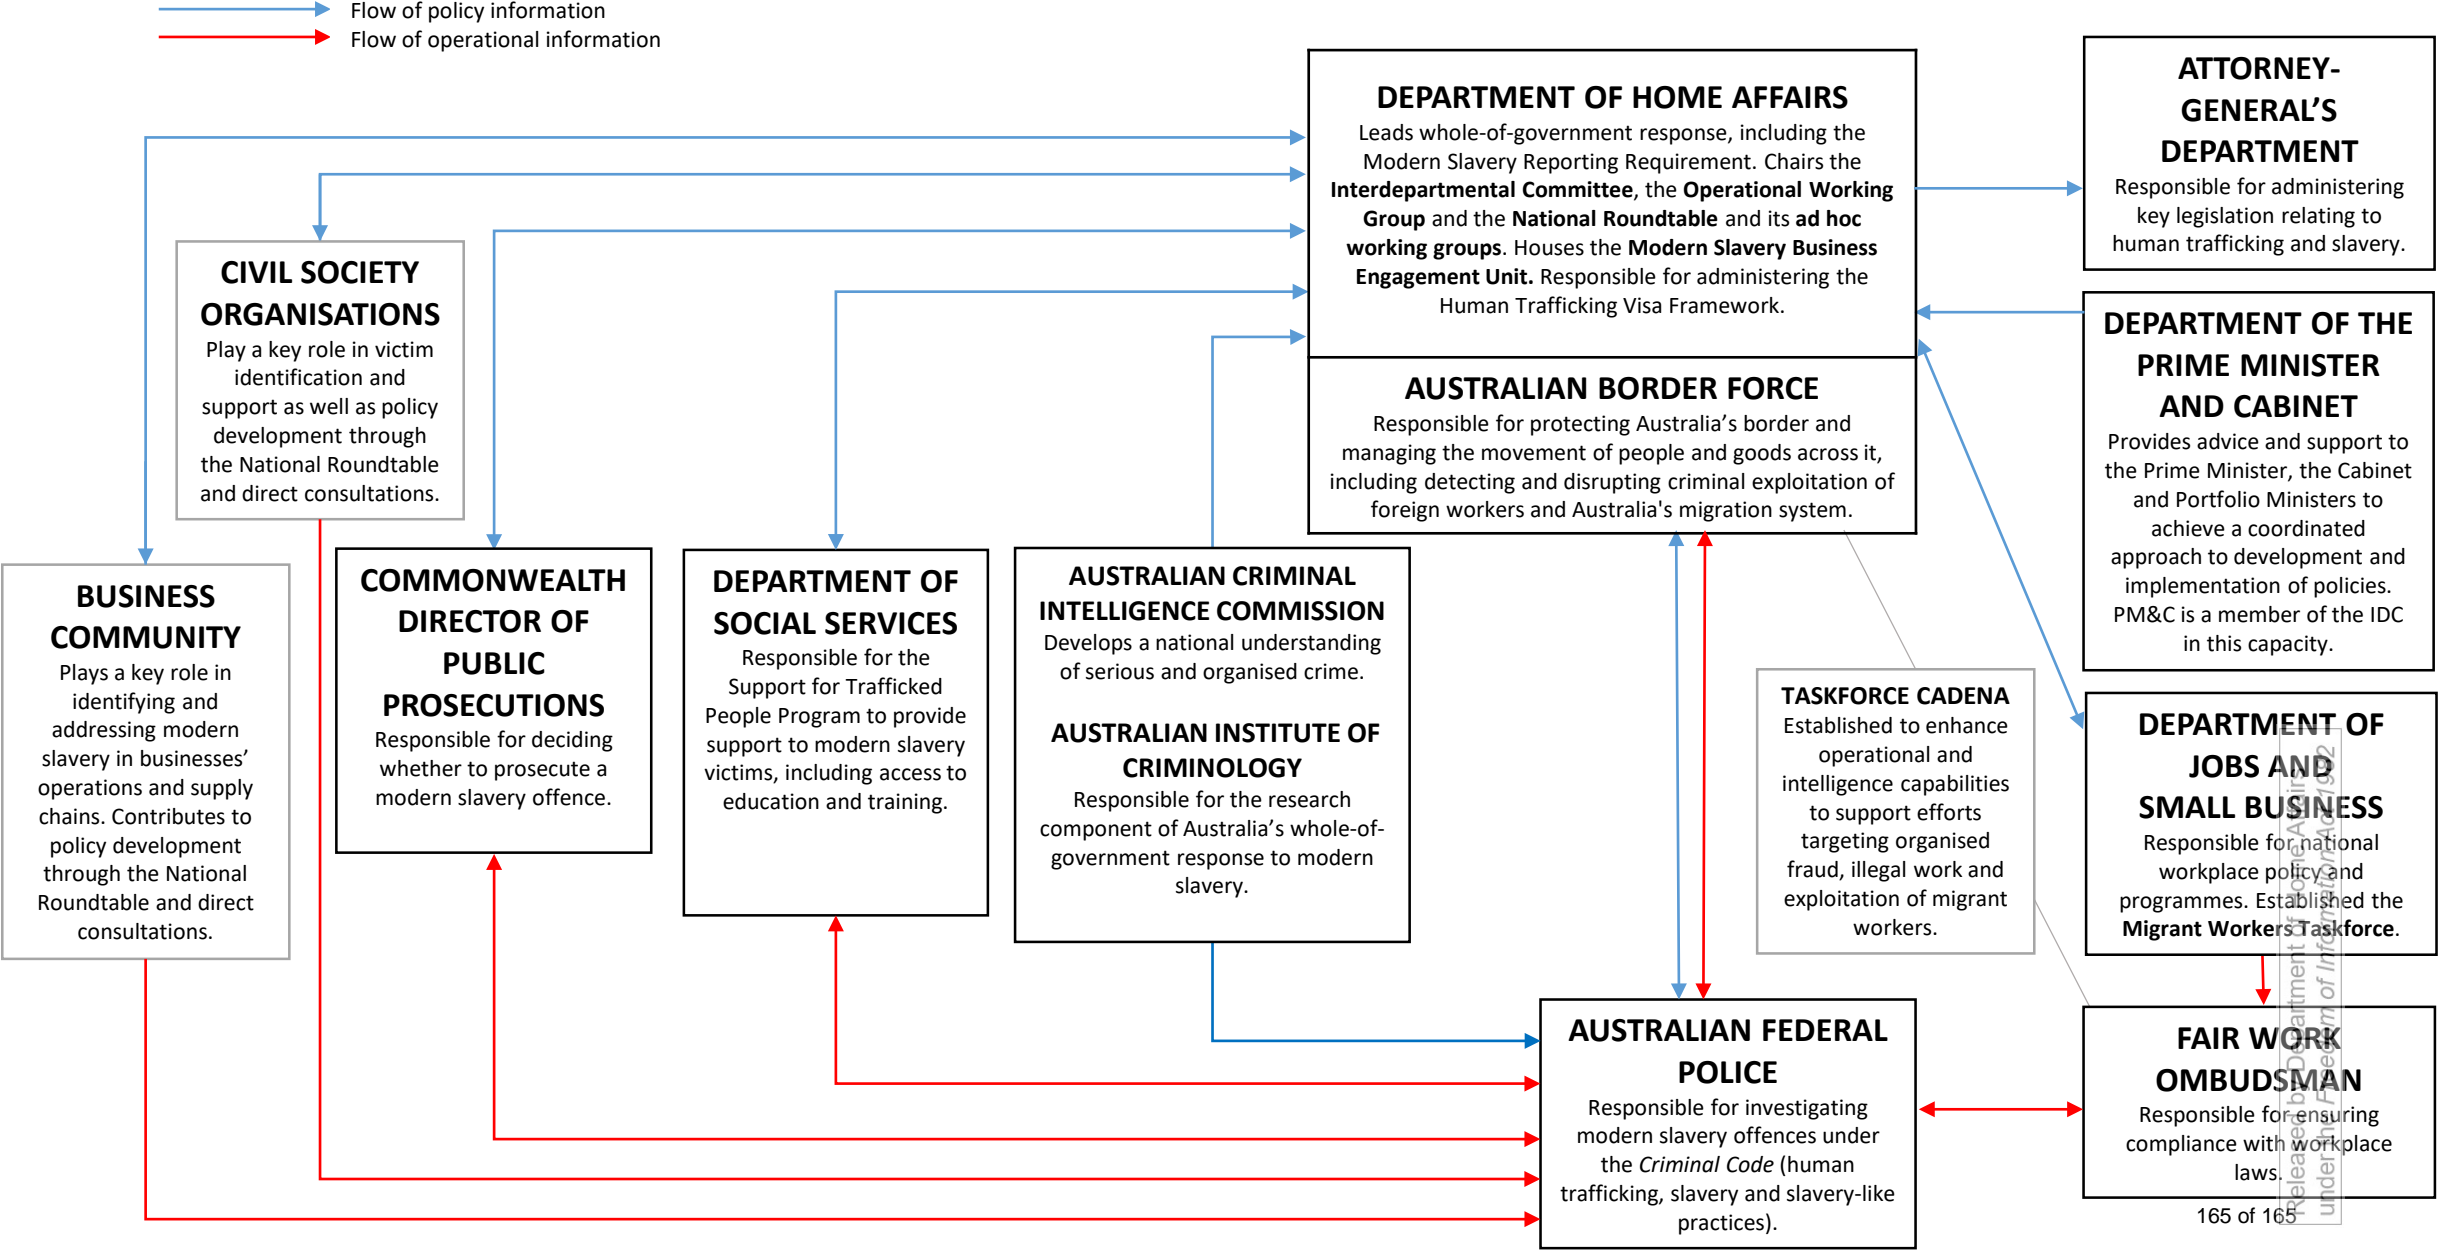 Flow of policy information
Flow of operational information
DEPARTMENT OF HOME AFFAIRS
Leads whole-of-government response, including the
Modern Slavery Reporting Requirement. Chairs the
Interdepartmental Committee, the Operational Working
Group and the National Roundtable and its ad hoc
working groups. Houses the Modern Slavery Business
Engagement Unit. Responsible for administering the
Human Trafficking Visa Framework.
AUSTRALIAN BORDER FORCE
Responsible for protecting Australia’s border and
managing the movement of people and goods across it,
including detecting and disrupting criminal exploitation of
foreign workers and Australia's migration system.
ATTORNEY-
GENERAL’S
DEPARTMENT
Responsible for administering
key legislation relating to
human trafficking and slavery.
DEPARTMENT OF THE
PRIME MINISTER
AND CABINET
Provides advice and support to
the Prime Minister, the Cabinet
and Portfolio Ministers to
achieve a coordinated
approach to development and
implementation of policies.
PM&C is a member of the IDC
in this capacity.
CIVIL SOCIETY
ORGANISATIONS
Play a key role in victim
identification and
support as well as policy
development through
the National Roundtable
and direct consultations.
BUSINESS
COMMUNITY
Plays a key role in
identifying and
addressing modern
slavery in businesses’
operations and supply
chains. Contributes to
policy development
through the National
Roundtable and direct
consultations.
COMMONWEALTH
DIRECTOR OF
PUBLIC
PROSECUTIONS
Responsible for deciding
whether to prosecute a
modern slavery offence.
DEPARTMENT OF
SOCIAL SERVICES
Responsible for the
Support for Trafficked
People Program to provide
support to modern slavery
victims, including access to
education and training.
AUSTRALIAN CRIMINAL
INTELLIGENCE COMMISSION
Develops a national understanding
of serious and organised crime.
AUSTRALIAN INSTITUTE OF
CRIMINOLOGY
Responsible for the research
component of Australia’s whole-of-
government response to modern
slavery.
TASKFORCE CADENA
Established to enhance
operational and
intelligence capabilities
to support efforts
targeting organised
fraud, illegal work and
exploitation of migrant
workers.
DEPARTMENT OF
JOBS AND
SMALL BUSINESS
Responsible for national
workplace policy and
programmes. Established the
Migrant Workers Taskforce.
AUSTRALIAN FEDERAL
POLICE
Responsible for investigating
modern slavery offences under
the Criminal Code (human
trafficking, slavery and slavery-like
practices).
FAIR WORK
OMBUDSMAN
Responsible for ensuring
compliance with workplace
laws.
165 of 165
Released by Department of Home Affairs
under the Freedom of Information Act 1992